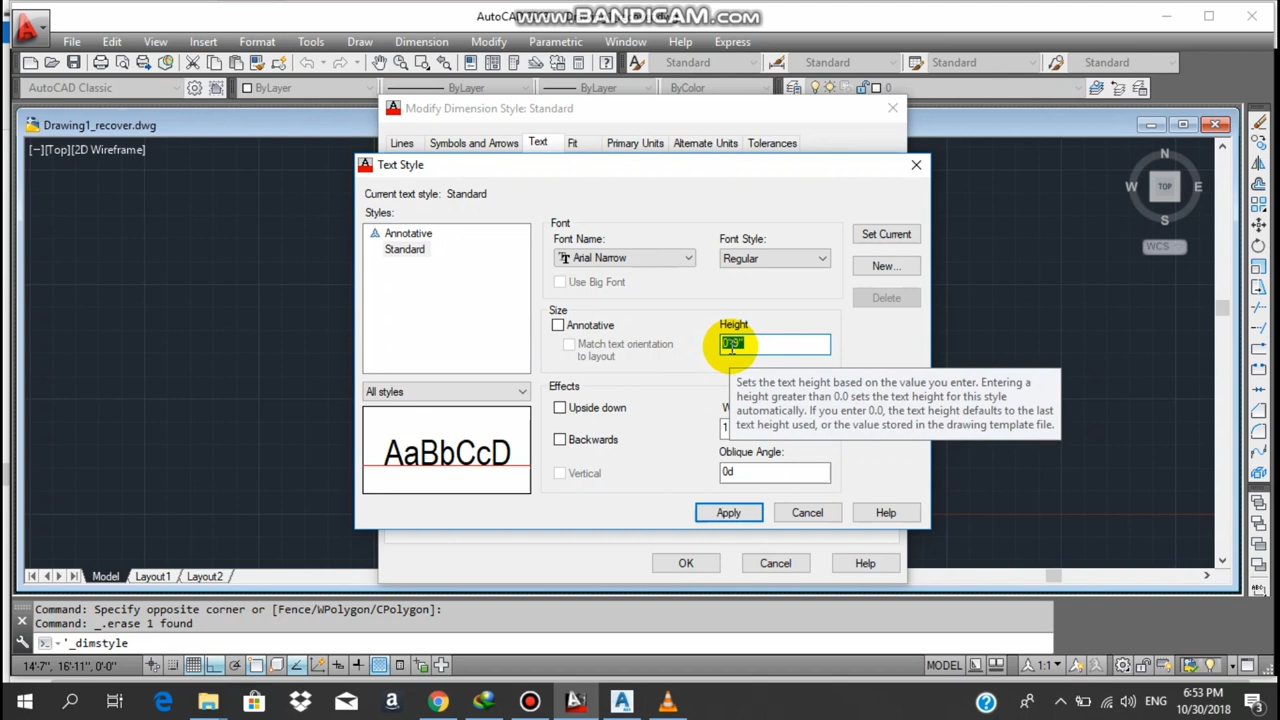 AutoCAD
www.BANDICAM.com
File Edit View Insert Format Tools Draw Dimension Modify Parametric Window Help Express
Standard Standard Standard Standard
AutoCAD Classic ByLayer ByLayer ByLayer ByColor 0
Modify Dimension Style: Standard
Drawing1_recover.dwg
[−][Top][2D Wireframe]
Lines Symbols and Arrows Text Fit Primary Units Alternate Units Tolerances
Text Style
Current text style: Standard
Styles:
Annotative
Standard
Font
Font Name: Font Style:
Arial Narrow Regular
Use Big Font
Set Current
New...
Delete
Size
Annotative
Match text orientation
to layout
Height
0'-9"
All styles
AaBbCcD
Effects
Upside down
Backwards
Vertical
W
1
Sets the text height based on the value you enter. Entering a
height greater than 0.0 sets the text height for this style
automatically. If you enter 0.0, the text height defaults to the last
text height used, or the value stored in the drawing template file.
Oblique Angle:
0d
Apply Cancel Help
OK Cancel Help
N
W TOP E
S
WCS
Model Layout1 Layout2
Command: Specify opposite corner or [Fence/WPolygon/CPolygon]:
Command: _.erase 1 found
'_dimstyle
14'-7", 16'-11", 0'-0" MODEL 1:1
ENG 6:53 PM
10/30/2018 3